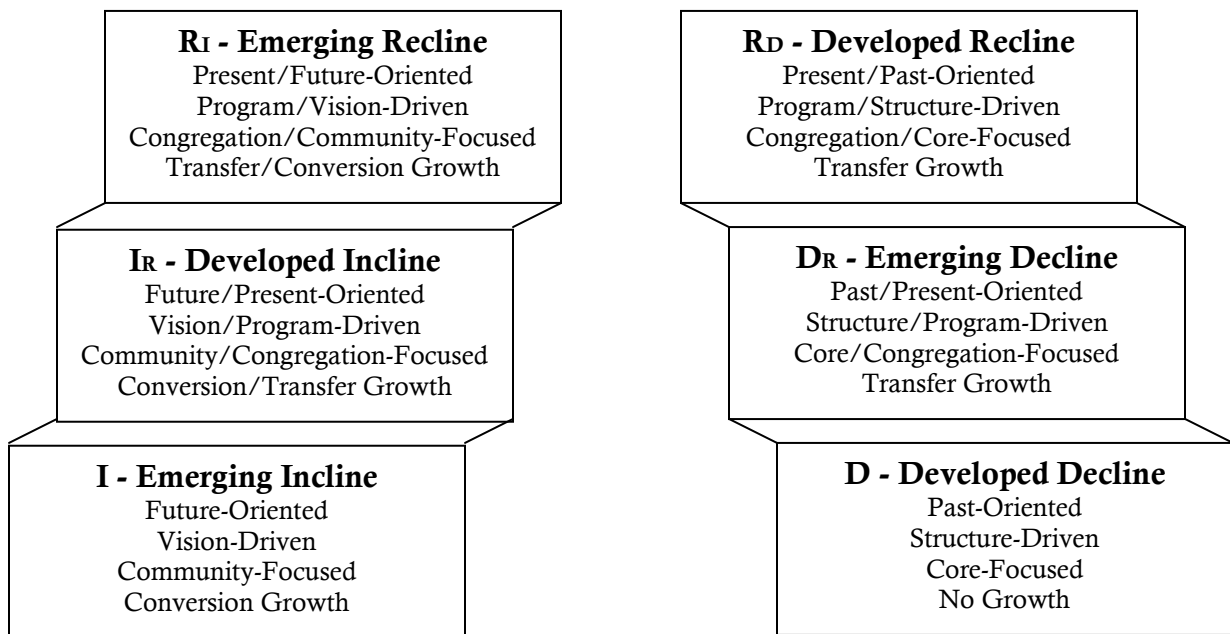 RI - Emerging Recline
Present/Future-Oriented
Program/Vision-Driven
Congregation/Community-Focused
Transfer/Conversion Growth
RD - Developed Recline
Present/Past-Oriented
Program/Structure-Driven
Congregation/Core-Focused
Transfer Growth
IR - Developed Incline
Future/Present-Oriented
Vision/Program-Driven
Community/Congregation-Focused
Conversion/Transfer Growth
DR - Emerging Decline
Past/Present-Oriented
Structure/Program-Driven
Core/Congregation-Focused
Transfer Growth
I - Emerging Incline
Future-Oriented
Vision-Driven
Community-Focused
Conversion Growth
D - Developed Decline
Past-Oriented
Structure-Driven
Core-Focused
No Growth